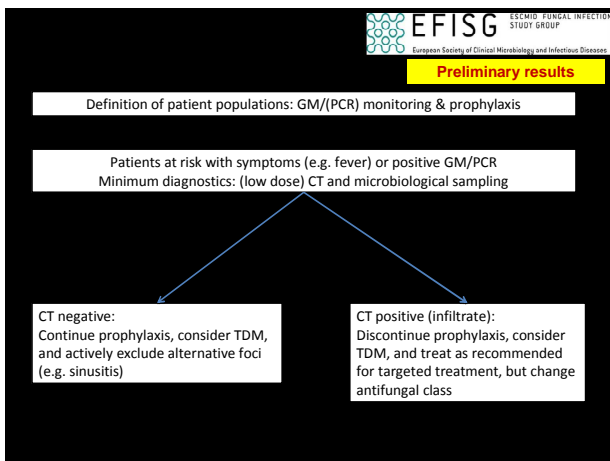 EFISG
ESCMID FUNGAL INFECTION
STUDY GROUP
European Society of Clinical Microbiology and Infectious Diseases
Preliminary results
Definition of patient populations: GM/(PCR) monitoring & prophylaxis
Patients at risk with symptoms (e.g. fever) or positive GM/PCR
Minimum diagnostics: (low dose) CT and microbiological sampling
CT negative:
Continue prophylaxis, consider TDM,
and actively exclude alternative foci
(e.g. sinusitis)
CT positive (infiltrate):
Discontinue prophylaxis, consider
TDM, and treat as recommended
for targeted treatment, but change
antifungal class